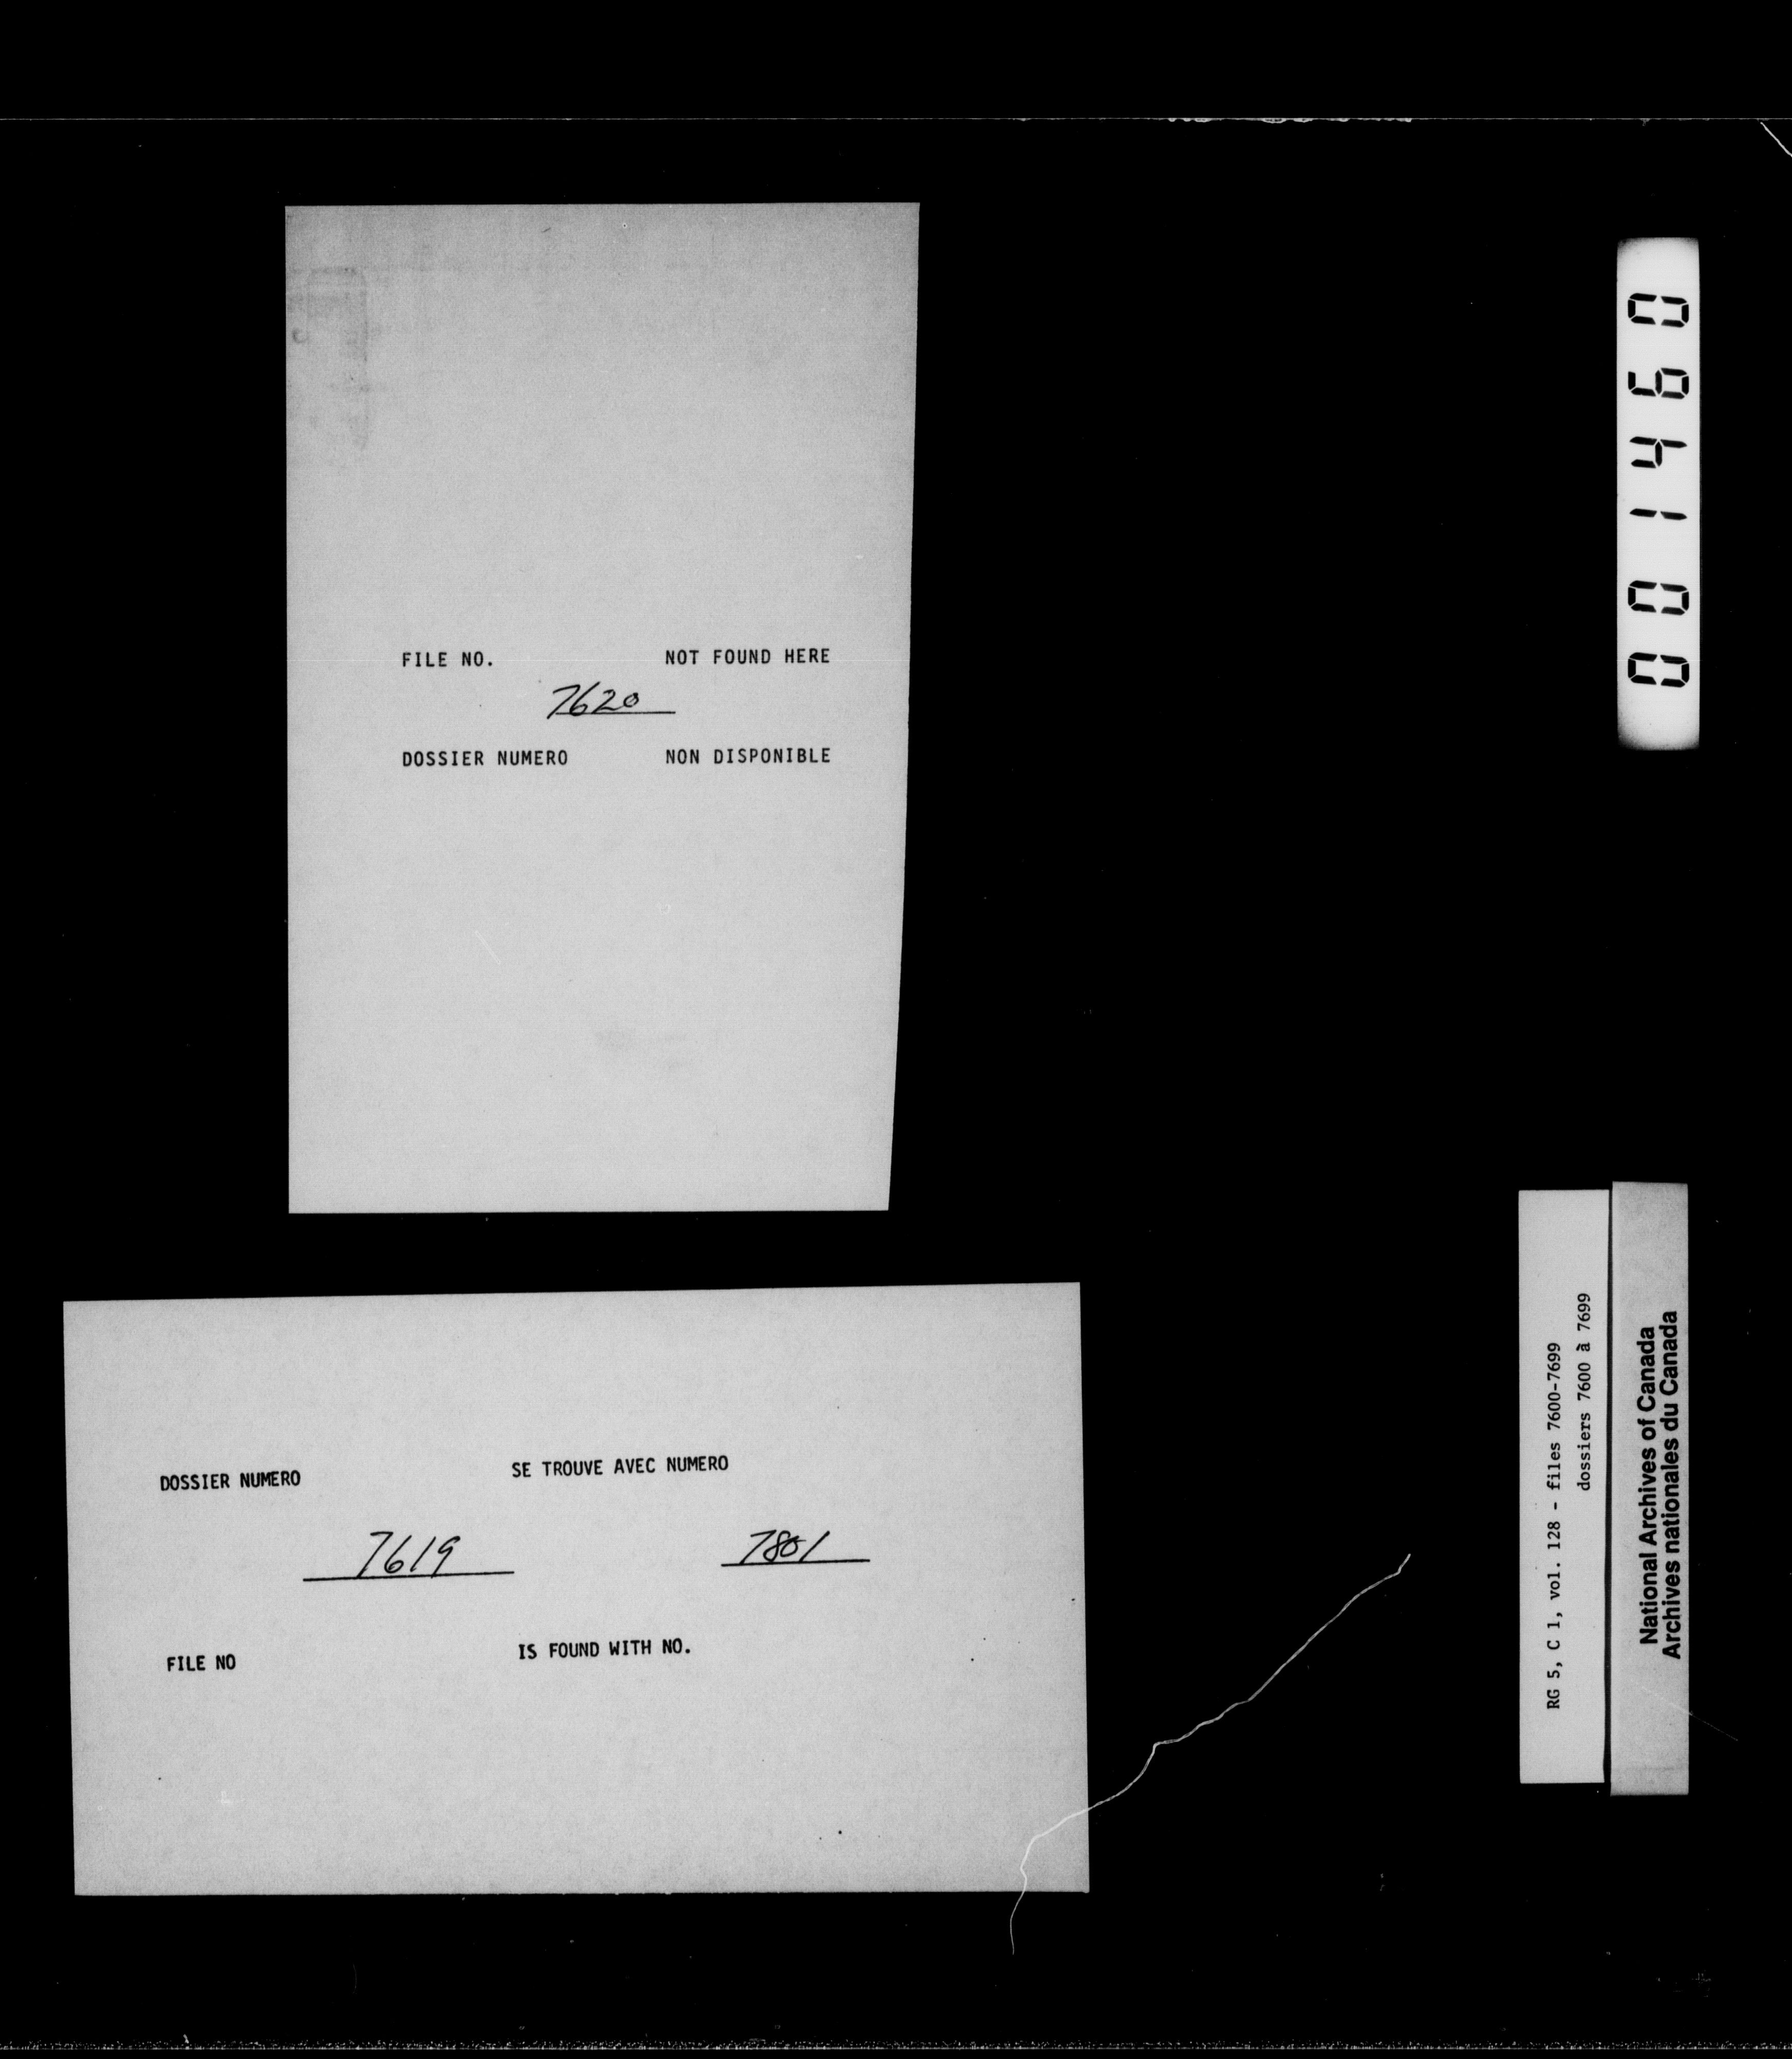 FILE NO. NOT FOUND HERE
7620
DOSSIER NUMERO NON DISPONIBLE
DOSSIER NUMERO SE TROUVE AVEC NUMERO
7619 7801
FILE NO IS FOUND WITH NO.
001460
RG 5, C 1, vol. 128 - files 7600-7699
dossiers 7600 à 7699
National Archives of Canada
Archives nationales du Canada